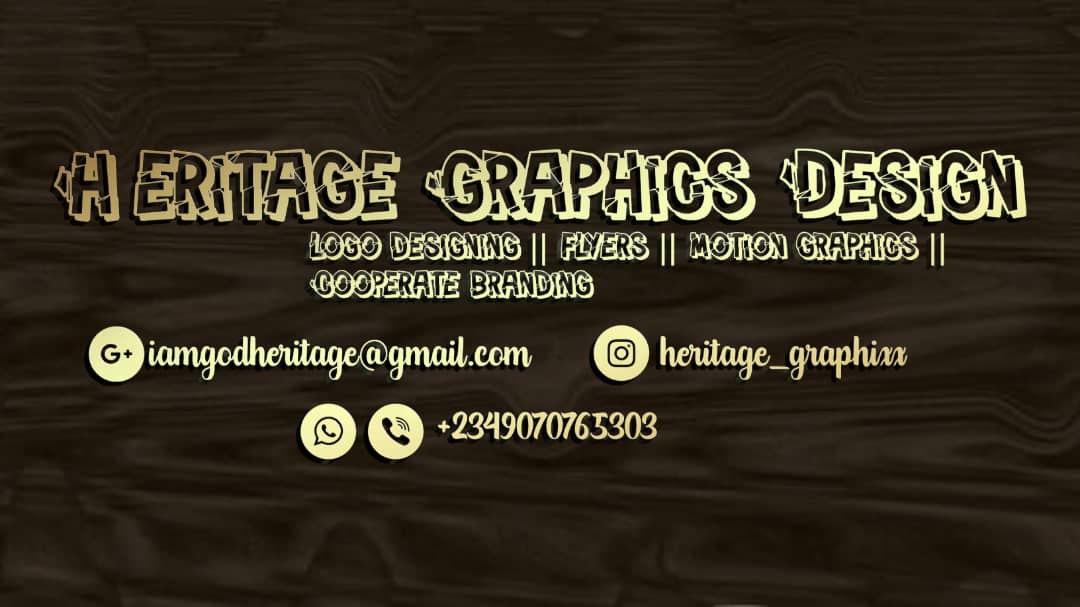 HERITAGE GRAPHICS DESIGN
LOGO DESIGNING || FLYERS || MOTION GRAPHICS ||
COOPERATE BRANDING
G+ iamgodheritage@gmail.com
heritage_graphixx
+2349070765303